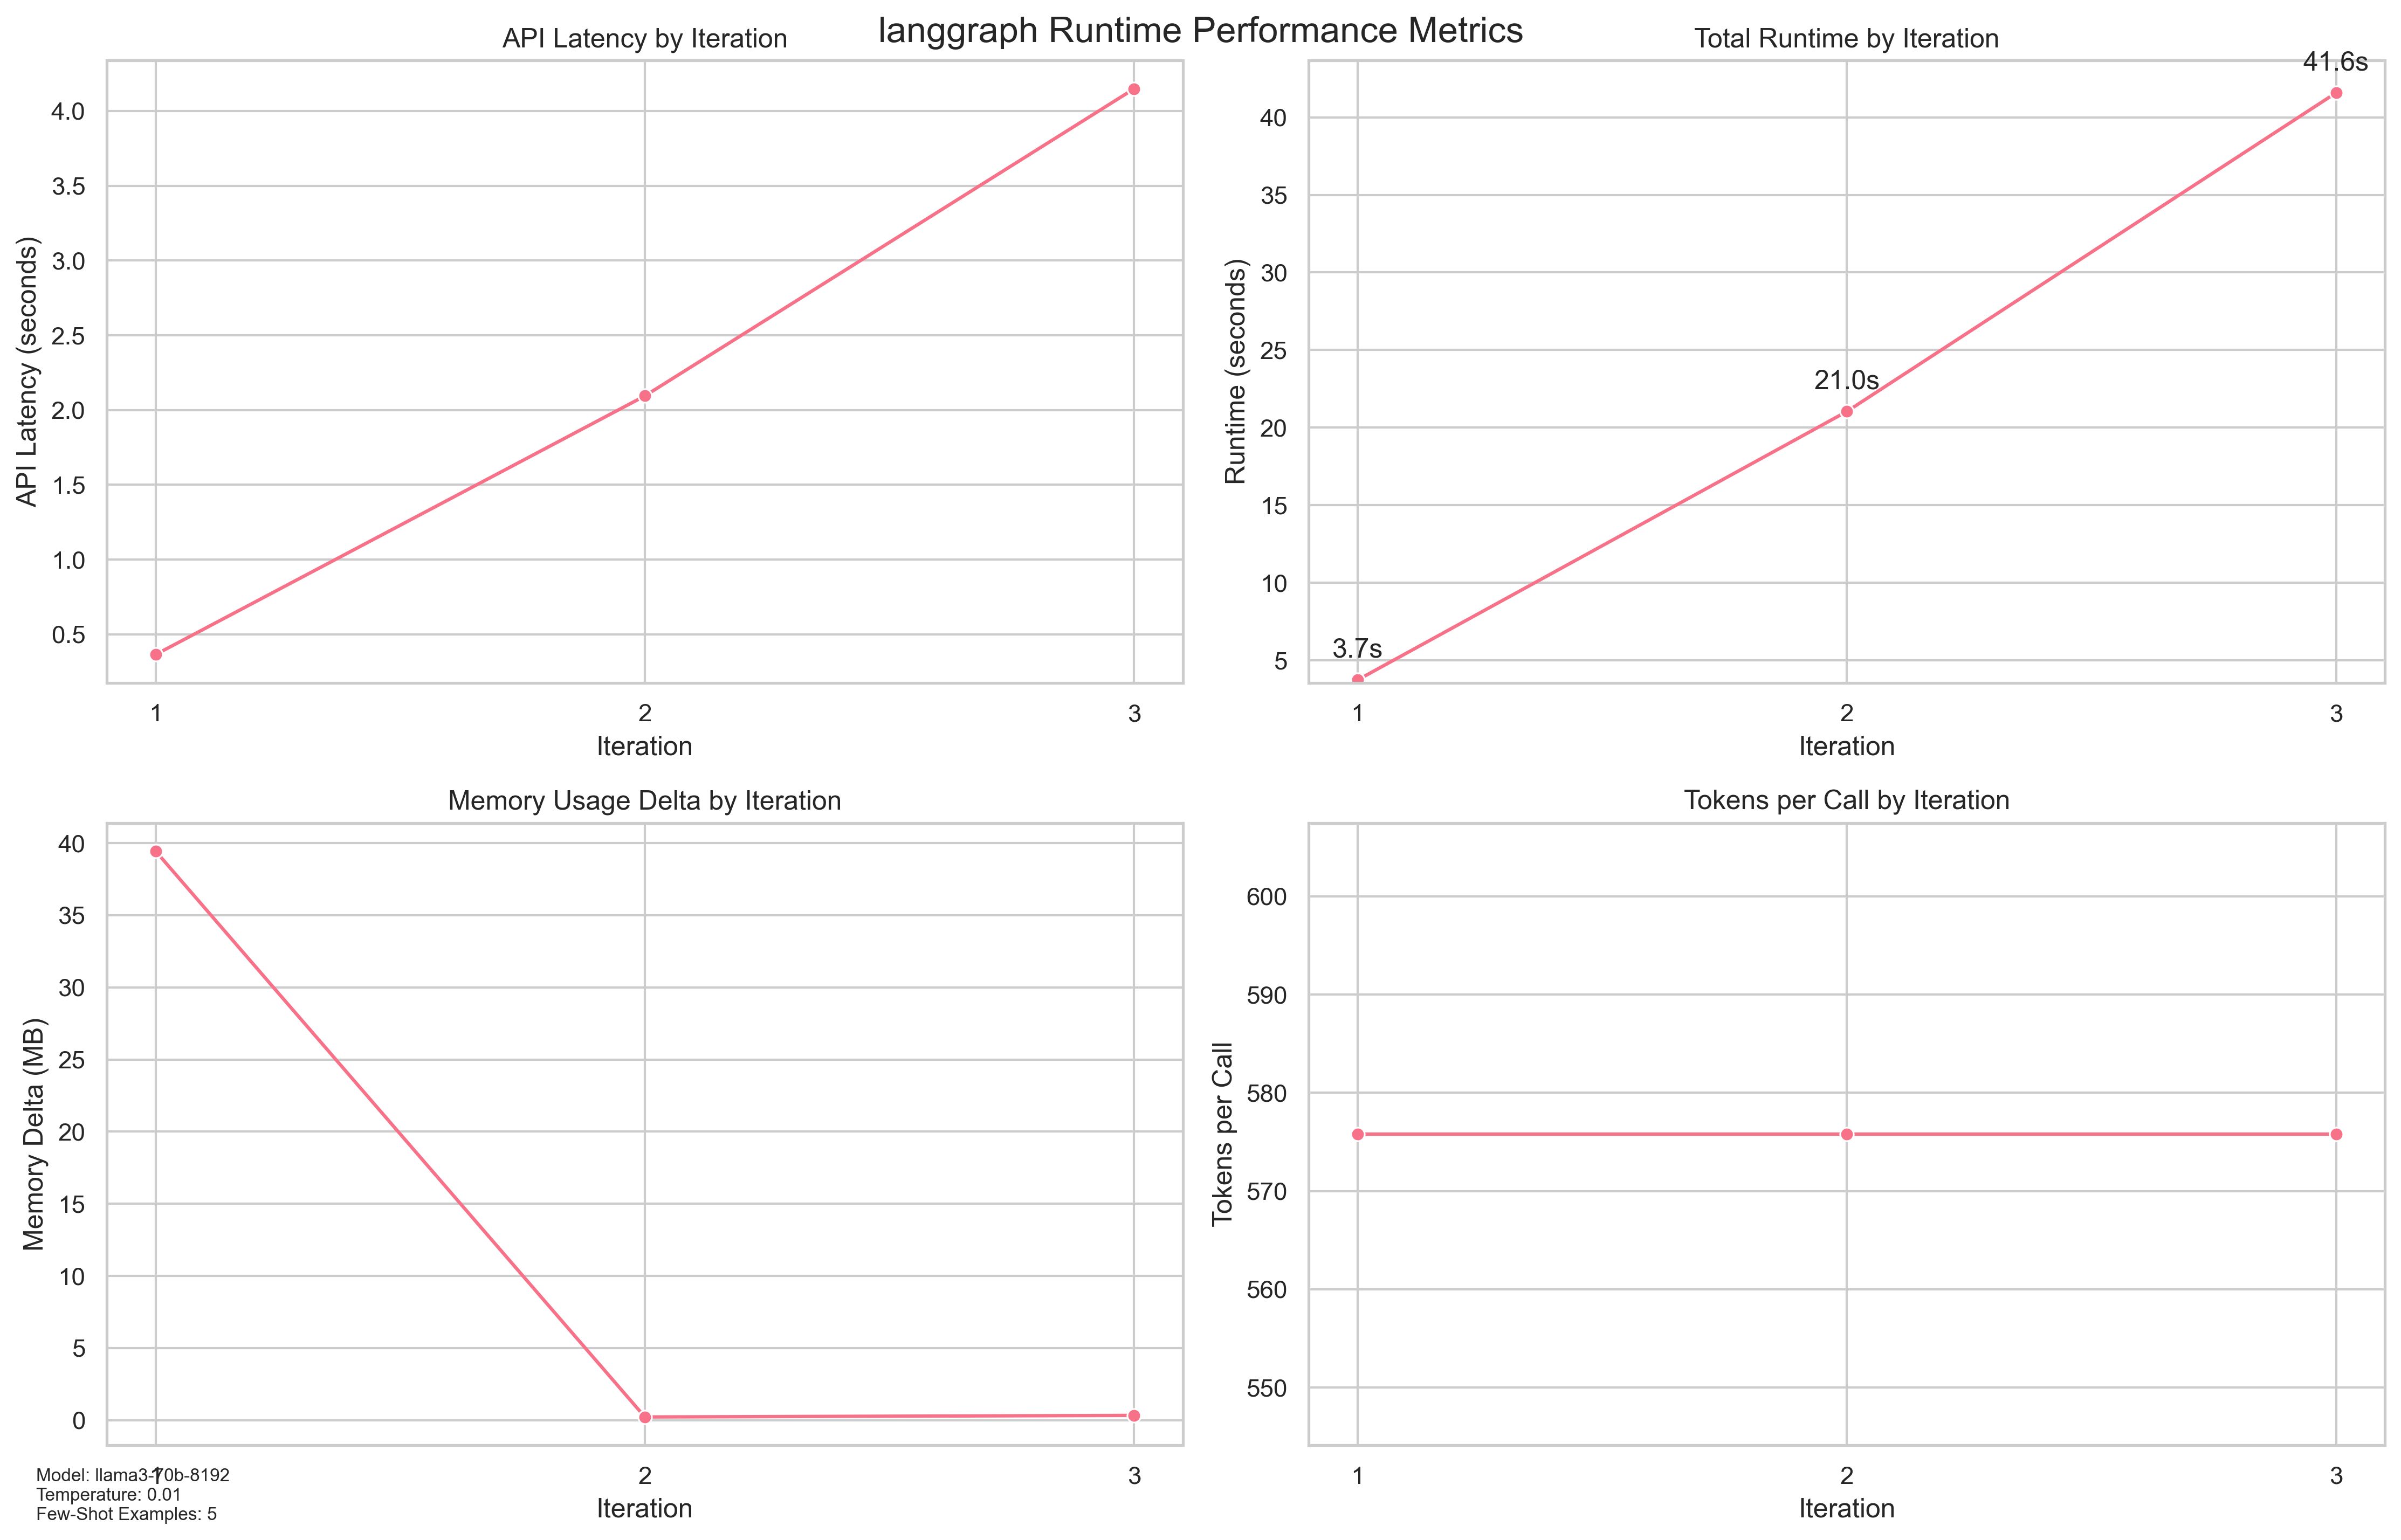 langgraph Runtime Performance Metrics
API Latency by Iteration
API Latency (seconds)
4.0
3.5
3.0
2.5
2.0
1.5
1.0
0.5
1 2 3
Iteration
Total Runtime by Iteration
Runtime (seconds)
40
35
30
25
20
15
10
5
3.7s
21.0s
41.6s
1 2 3
Iteration
Memory Usage Delta by Iteration
Memory Delta (MB)
40
35
30
25
20
15
10
5
0
1 2 3
Iteration
Tokens per Call by Iteration
Tokens per Call
600
590
580
570
560
550
1 2 3
Iteration
Model: llama3-70b-8192
Temperature: 0.01
Few-Shot Examples: 5